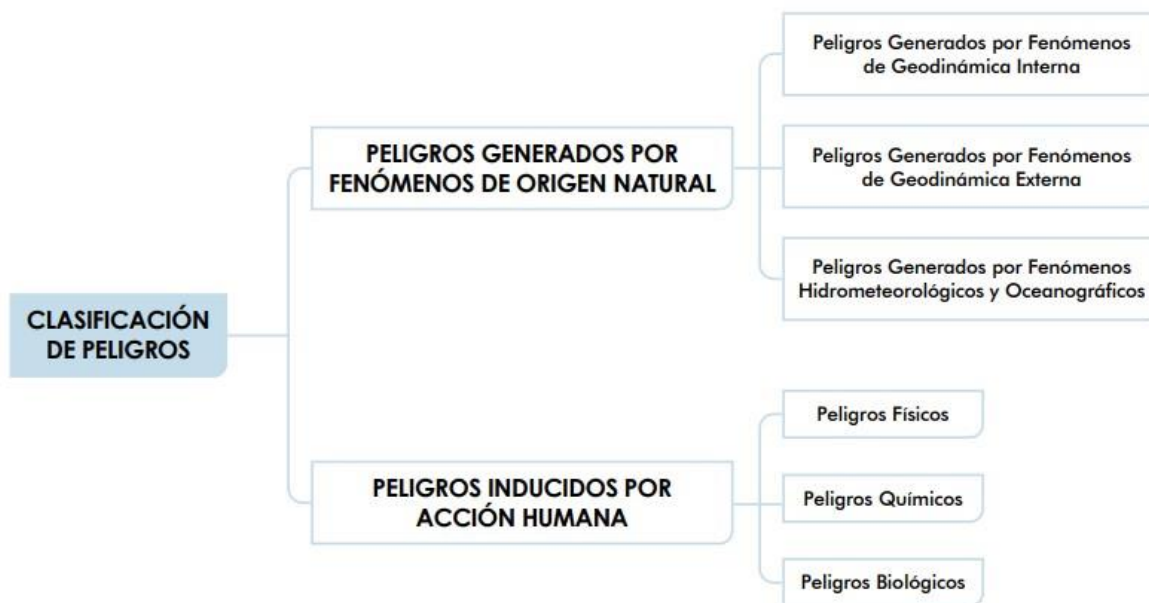 CLASIFICACIÓN
DE PELIGROS
PELIGROS GENERADOS POR
FENÓMENOS DE ORIGEN NATURAL
Peligros Generados por Fenómenos
de Geodinámica Interna
Peligros Generados por Fenómenos
de Geodinámica Externa
Peligros Generados por Fenómenos
Hidrometeorológicos y Oceanográficos
PELIGROS INDUCIDOS POR
ACCIÓN HUMANA
Peligros Físicos
Peligros Químicos
Peligros Biológicos